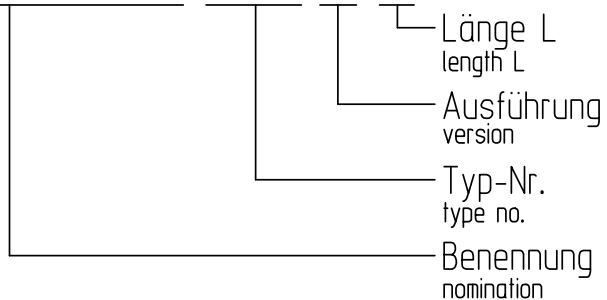 Länge L
length L
Ausführung
version
Typ-Nr.
type no.
Benennung
nomination